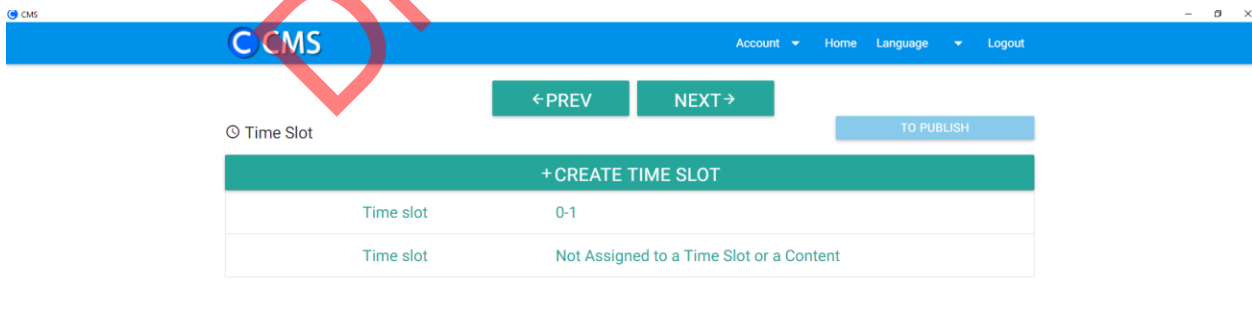 CMS
C CMS
Account Home Language Logout
←PREV NEXT→
Time Slot
TO PUBLISH
+CREATE TIME SLOT
Time slot 0-1
Time slot Not Assigned to a Time Slot or a Content